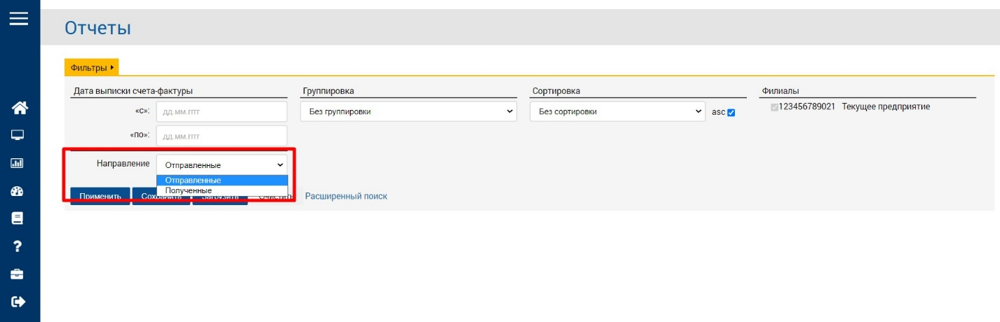 Отчеты
Фильтры
Дата выписки счета-фактуры
«с»:
дд.мм.гггг
«по»:
дд.мм.гггг
Направление
Отправленные
Отправленные
Полученные
Применить Сохранить Загрузить Очистить Расширенный поиск
Группировка
Без группировки
Сортировка
Без сортировки asc
Филиалы
123456789021 Текущее предприятие
?